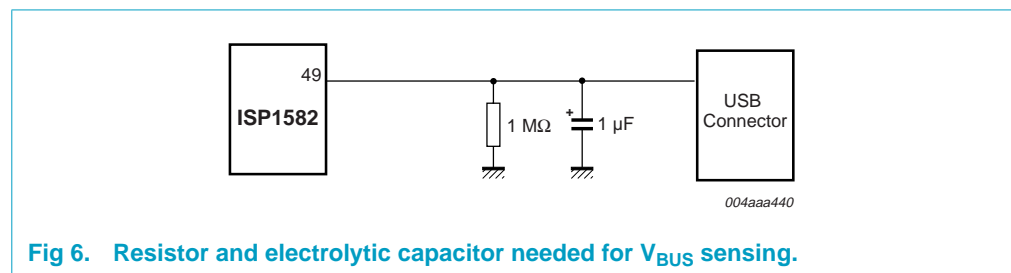 49
ISP1582
1 MΩ
+
1 µF
USB
Connector
004aaa440
Fig 6. Resistor and electrolytic capacitor needed for VBUS sensing.